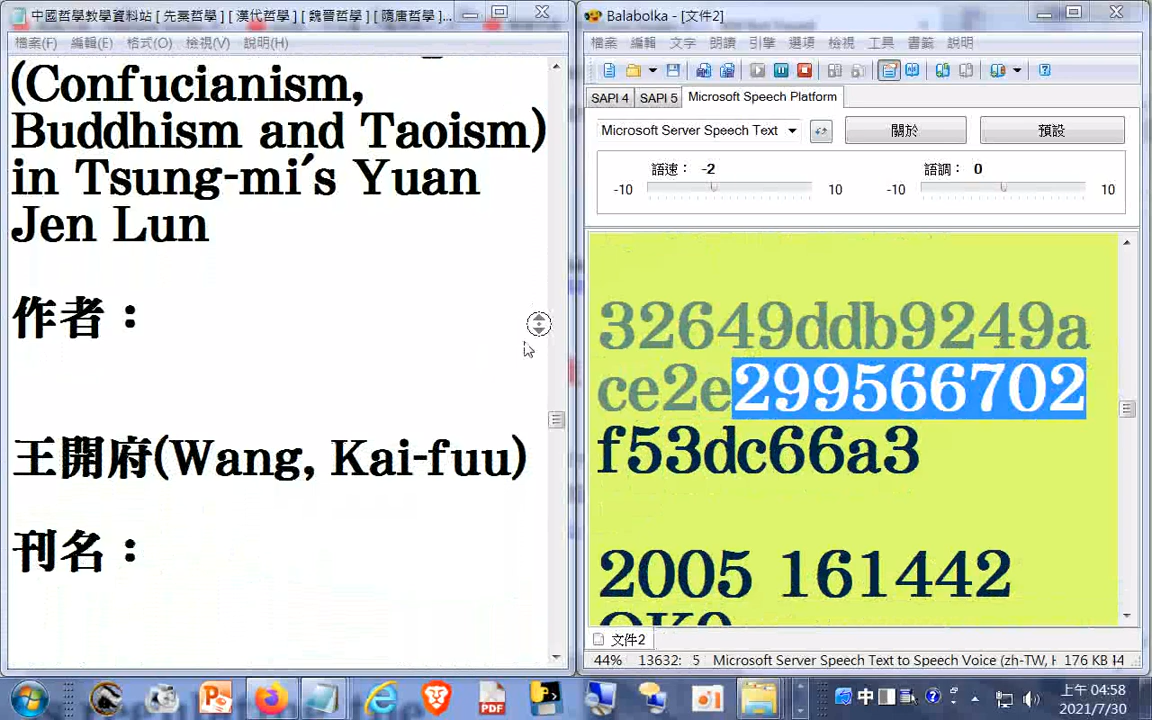 中國哲學教學資料站 [ 先秦哲學 ] [ 漢代哲學 ] [ 魏晉哲學 ] [ 隋唐哲學 ]...
檔案(F) 編輯(E) 格式(O) 檢視(V) 說明(H)
(Confucianism,
Buddhism and Taoism)
in Tsung-mi's Yuan
Jen Lun
作者：
王開府(Wang, Kai-fuu)
刊名：
Balabolka - [文件2]
檔案 編輯 文字 朗讀 引擎 選項 檢視 工具 書籤 說明
SAPI 4 SAPI 5 Microsoft Speech Platform
Microsoft Server Speech Text 關於 預設
語速： -2 語調： 0
-10 10 -10 10
32649ddb9249a
ce2e299566702
f53dc66a3
2005 161442
文件2
44% 13632: 5 Microsoft Server Speech Text to Speech Voice (zh-TW, 176 KB
PDF 中 上午 04:58
2021/7/30